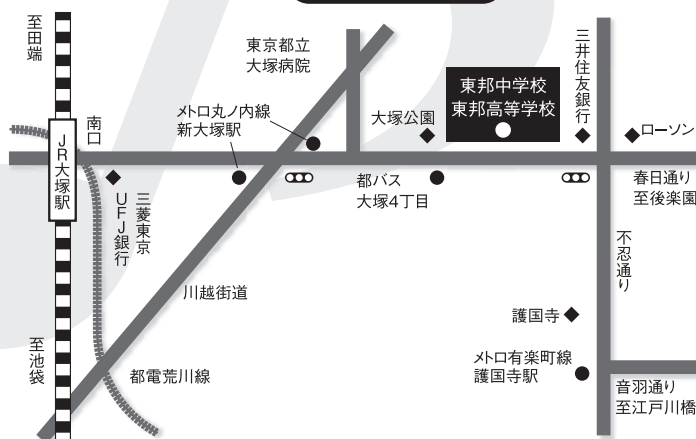 至田端
東京都立
大塚病院
三井住友銀行
東邦中学校
東邦高等学校
メトロ丸ノ内線
新大塚駅
南口
大塚公園
ローソン
JR大塚駅
三菱東京
UFJ銀行
都バス
大塚4丁目
春日通り
至後楽園
不忍通り
川越街道
護国寺
至池袋
都電荒川線
メトロ有楽町線
護国寺駅
音羽通り
至江戸川橋